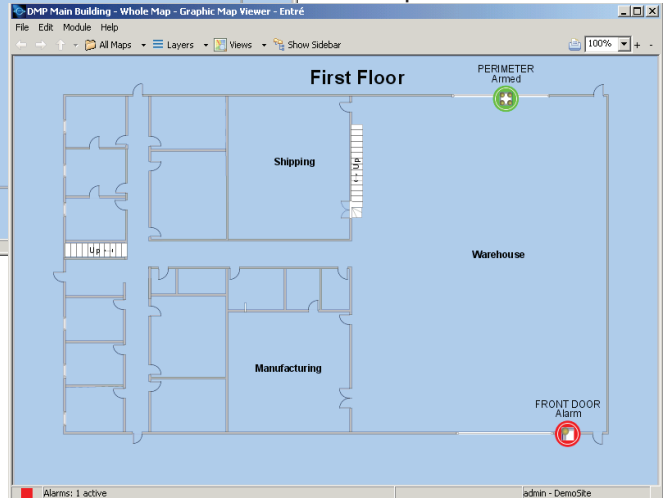 DMP Main Building - Whole Map - Graphic Map Viewer - Entré
File Edit Module Help
All Maps Layers Views Show Sidebar 100% + -
First Floor
PERIMETER
Armed
Shipping
Up
Up
Warehouse
Manufacturing
FRONT DOOR
Alarm
Alarms: 1 active admin - DemoSite